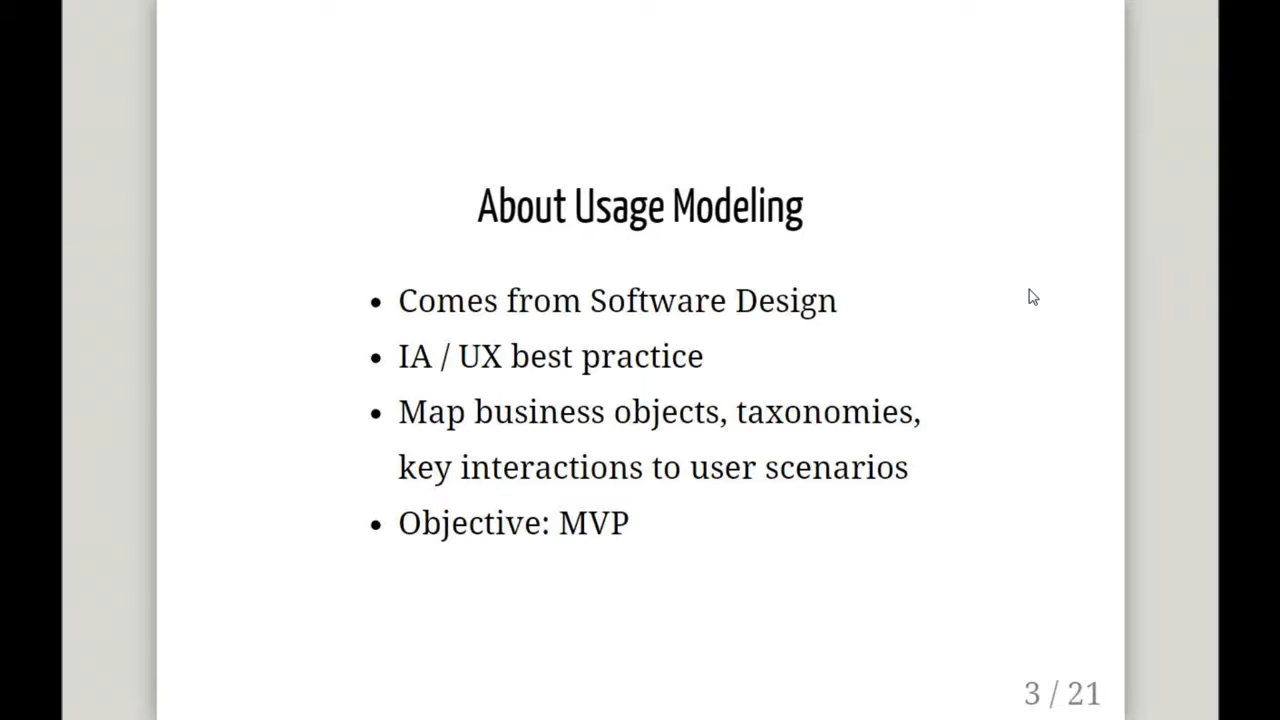 About Usage Modeling
• Comes from Software Design
• IA / UX best practice
• Map business objects, taxonomies,
key interactions to user scenarios
• Objective: MVP
3 / 21